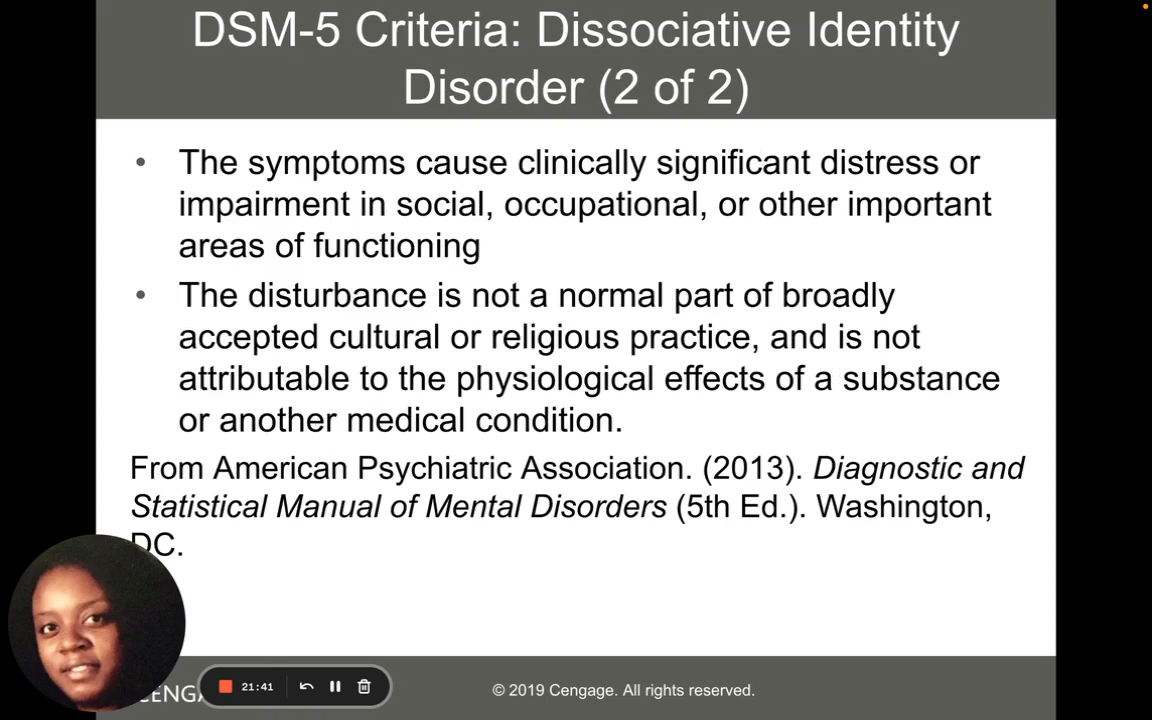 DSM-5 Criteria: Dissociative Identity
Disorder (2 of 2)
• The symptoms cause clinically significant distress or
impairment in social, occupational, or other important
areas of functioning
• The disturbance is not a normal part of broadly
accepted cultural or religious practice, and is not
attributable to the physiological effects of a substance
or another medical condition.
From American Psychiatric Association. (2013). Diagnostic and
Statistical Manual of Mental Disorders (5th Ed.). Washington,
DC.
CENGA
21:41
© 2019 Cengage. All rights reserved.